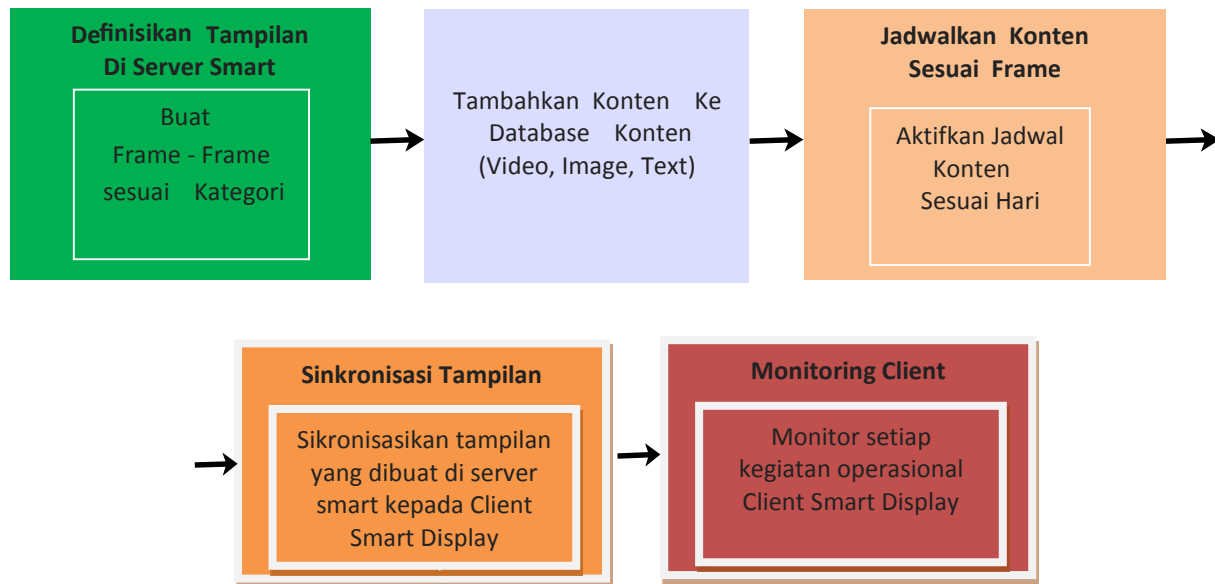 Definisikan Tampilan
Di Server Smart
Buat
Frame - Frame
sesuai Kategori
Tambahkan Konten Ke
Database Konten
(Video, Image, Text)
Jadwalkan Konten
Sesuai Frame
Aktifkan Jadwal
Konten
Sesuai Hari
Sinkronisasi Tampilan
Sikronisasikan tampilan
yang dibuat di server
smart kepada Client
Smart Display
Monitoring Client
Monitor setiap
kegiatan operasional
Client Smart Display